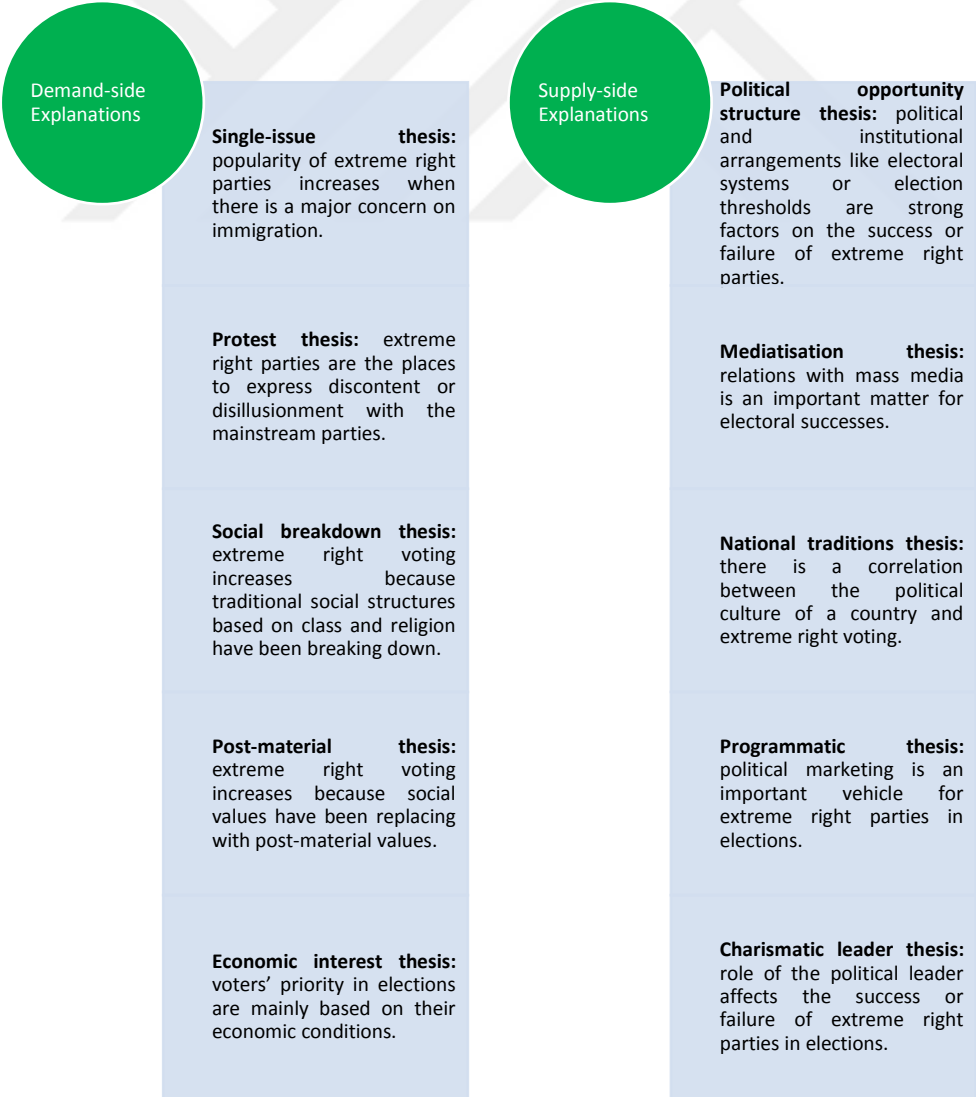 Demand-side
Explanations
Single-issue thesis:
popularity of extreme right
parties increases when
there is a major concern on
immigration.
Protest thesis: extreme
right parties are the places
to express discontent or
disillusionment with the
mainstream parties.
Social breakdown thesis:
extreme right voting
increases because
traditional social structures
based on class and religion
have been breaking down.
Post-material thesis:
extreme right voting
increases because social
values have been replacing
with post-material values.
Economic interest thesis:
voters’ priority in elections
are mainly based on their
economic conditions.
Supply-side
Explanations
Political opportunity
structure thesis: political
and institutional
arrangements like electoral
systems or election
thresholds are strong
factors on the success or
failure of extreme right
parties.
Mediatisation thesis:
relations with mass media
is an important matter for
electoral successes.
National traditions thesis:
there is a correlation
between the political
culture of a country and
extreme right voting.
Programmatic thesis:
political marketing is an
important vehicle for
extreme right parties in
elections.
Charismatic leader thesis:
role of the political leader
affects the success or
failure of extreme right
parties in elections.